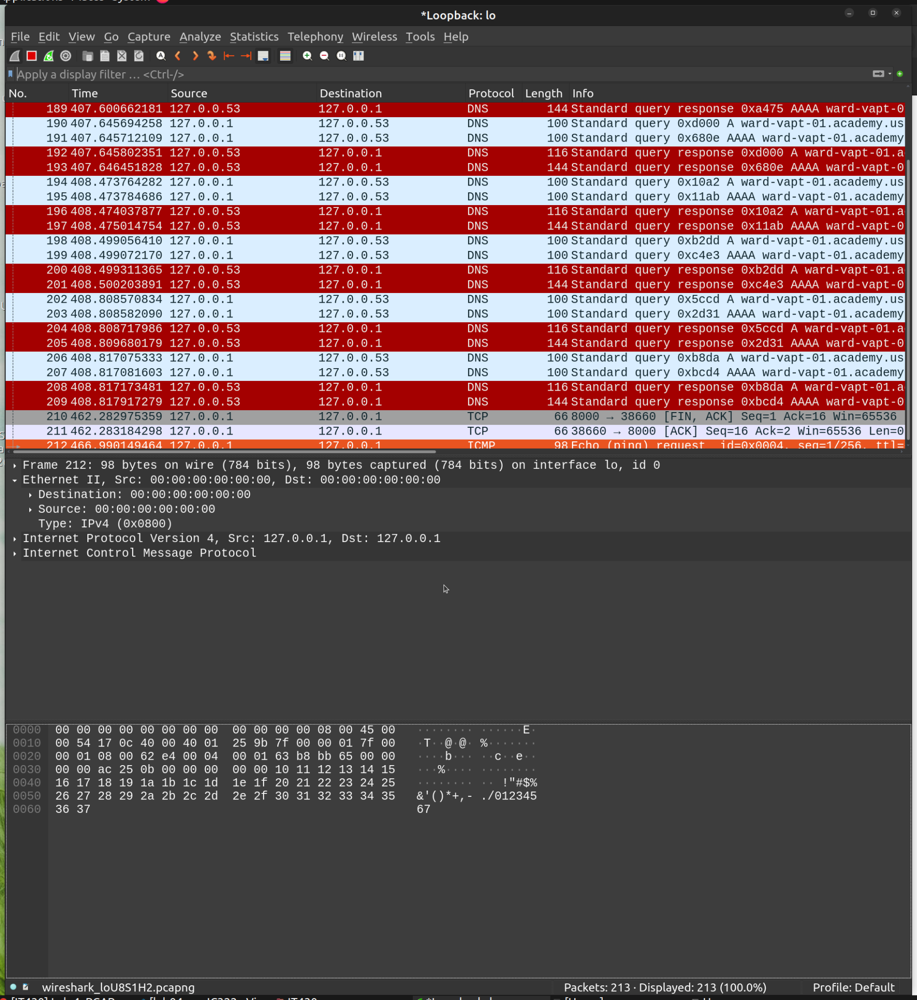 *Loopback: lo
File Edit View Go Capture Analyze Statistics Telephony Wireless Tools Help
Apply a display filter … <Ctrl-/>
No. Time Source Destination Protocol Length Info
189 407.600662181 127.0.0.53 127.0.0.1 DNS 144 Standard query response 0xa475 AAAA ward-vapt-0
190 407.645694258 127.0.0.1 127.0.0.53 DNS 100 Standard query 0xd000 A ward-vapt-01.academy.us
191 407.645712109 127.0.0.1 127.0.0.53 DNS 100 Standard query 0x680e AAAA ward-vapt-01.academy
192 407.645802351 127.0.0.53 127.0.0.1 DNS 116 Standard query response 0xd000 A ward-vapt-01.a
193 407.646451828 127.0.0.53 127.0.0.1 DNS 144 Standard query response 0x680e AAAA ward-vapt-0
194 408.473764282 127.0.0.1 127.0.0.53 DNS 100 Standard query 0x10a2 A ward-vapt-01.academy.us
195 408.473784686 127.0.0.1 127.0.0.53 DNS 100 Standard query 0x11ab AAAA ward-vapt-01.academy
196 408.474037877 127.0.0.53 127.0.0.1 DNS 116 Standard query response 0x10a2 A ward-vapt-01.a
197 408.475014754 127.0.0.53 127.0.0.1 DNS 144 Standard query response 0x11ab AAAA ward-vapt-0
198 408.499056410 127.0.0.1 127.0.0.53 DNS 100 Standard query 0xb2dd A ward-vapt-01.academy.us
199 408.499072170 127.0.0.1 127.0.0.53 DNS 100 Standard query 0xc4e3 AAAA ward-vapt-01.academy
200 408.499311365 127.0.0.53 127.0.0.1 DNS 116 Standard query response 0xb2dd A ward-vapt-01.a
201 408.500203891 127.0.0.53 127.0.0.1 DNS 144 Standard query response 0xc4e3 AAAA ward-vapt-0
202 408.808570834 127.0.0.1 127.0.0.53 DNS 100 Standard query 0x5ccd A ward-vapt-01.academy.us
203 408.808582090 127.0.0.1 127.0.0.53 DNS 100 Standard query 0x2d31 AAAA ward-vapt-01.academy
204 408.808717986 127.0.0.53 127.0.0.1 DNS 116 Standard query response 0x5ccd A ward-vapt-01.a
205 408.809680179 127.0.0.53 127.0.0.1 DNS 144 Standard query response 0x2d31 AAAA ward-vapt-0
206 408.817075333 127.0.0.1 127.0.0.53 DNS 100 Standard query 0xb8da A ward-vapt-01.academy.us
207 408.817081603 127.0.0.1 127.0.0.53 DNS 100 Standard query 0xbcd4 AAAA ward-vapt-01.academy
208 408.817173481 127.0.0.53 127.0.0.1 DNS 116 Standard query response 0xb8da A ward-vapt-01.a
209 408.817917279 127.0.0.53 127.0.0.1 DNS 144 Standard query response 0xbcd4 AAAA ward-vapt-0
210 462.282975359 127.0.0.1 127.0.0.1 TCP 66 8000 → 38660 [FIN, ACK] Seq=1 Ack=16 Win=65536
211 462.283184298 127.0.0.1 127.0.0.1 TCP 66 38660 → 8000 [ACK] Seq=16 Ack=2 Win=65536 Len=0
212 466.990149464 127.0.0.1 127.0.0.1 ICMP 98 Echo (ping) request id=0x0004, seq=1/256, ttl=
Frame 212: 98 bytes on wire (784 bits), 98 bytes captured (784 bits) on interface lo, id 0
Ethernet II, Src: 00:00:00:00:00:00, Dst: 00:00:00:00:00:00
Destination: 00:00:00:00:00:00
Source: 00:00:00:00:00:00
Type: IPv4 (0x0800)
Internet Protocol Version 4, Src: 127.0.0.1, Dst: 127.0.0.1
Internet Control Message Protocol
0000 00 00 00 00 00 00 00 00 00 00 00 00 08 00 45 00 ········ ······E·
0010 00 54 17 0c 40 00 40 01 25 9b 7f 00 00 01 7f 00 ·T··@·@· %·······
0020 00 01 08 00 62 e4 00 04 00 01 63 b8 bb 65 00 00 ····b··· ··c··e··
0030 00 00 ac 25 0b 00 00 00 00 00 10 11 12 13 14 15 ···%···· ········
0040 16 17 18 19 1a 1b 1c 1d 1e 1f 20 21 22 23 24 25 ········ ·· !"#$%
0050 26 27 28 29 2a 2b 2c 2d 2e 2f 30 31 32 33 34 35 &'()*+,- ./012345
0060 36 37 67
wireshark_loU8S1H2.pcapng Packets: 213 · Displayed: 213 (100.0%) Profile: Default